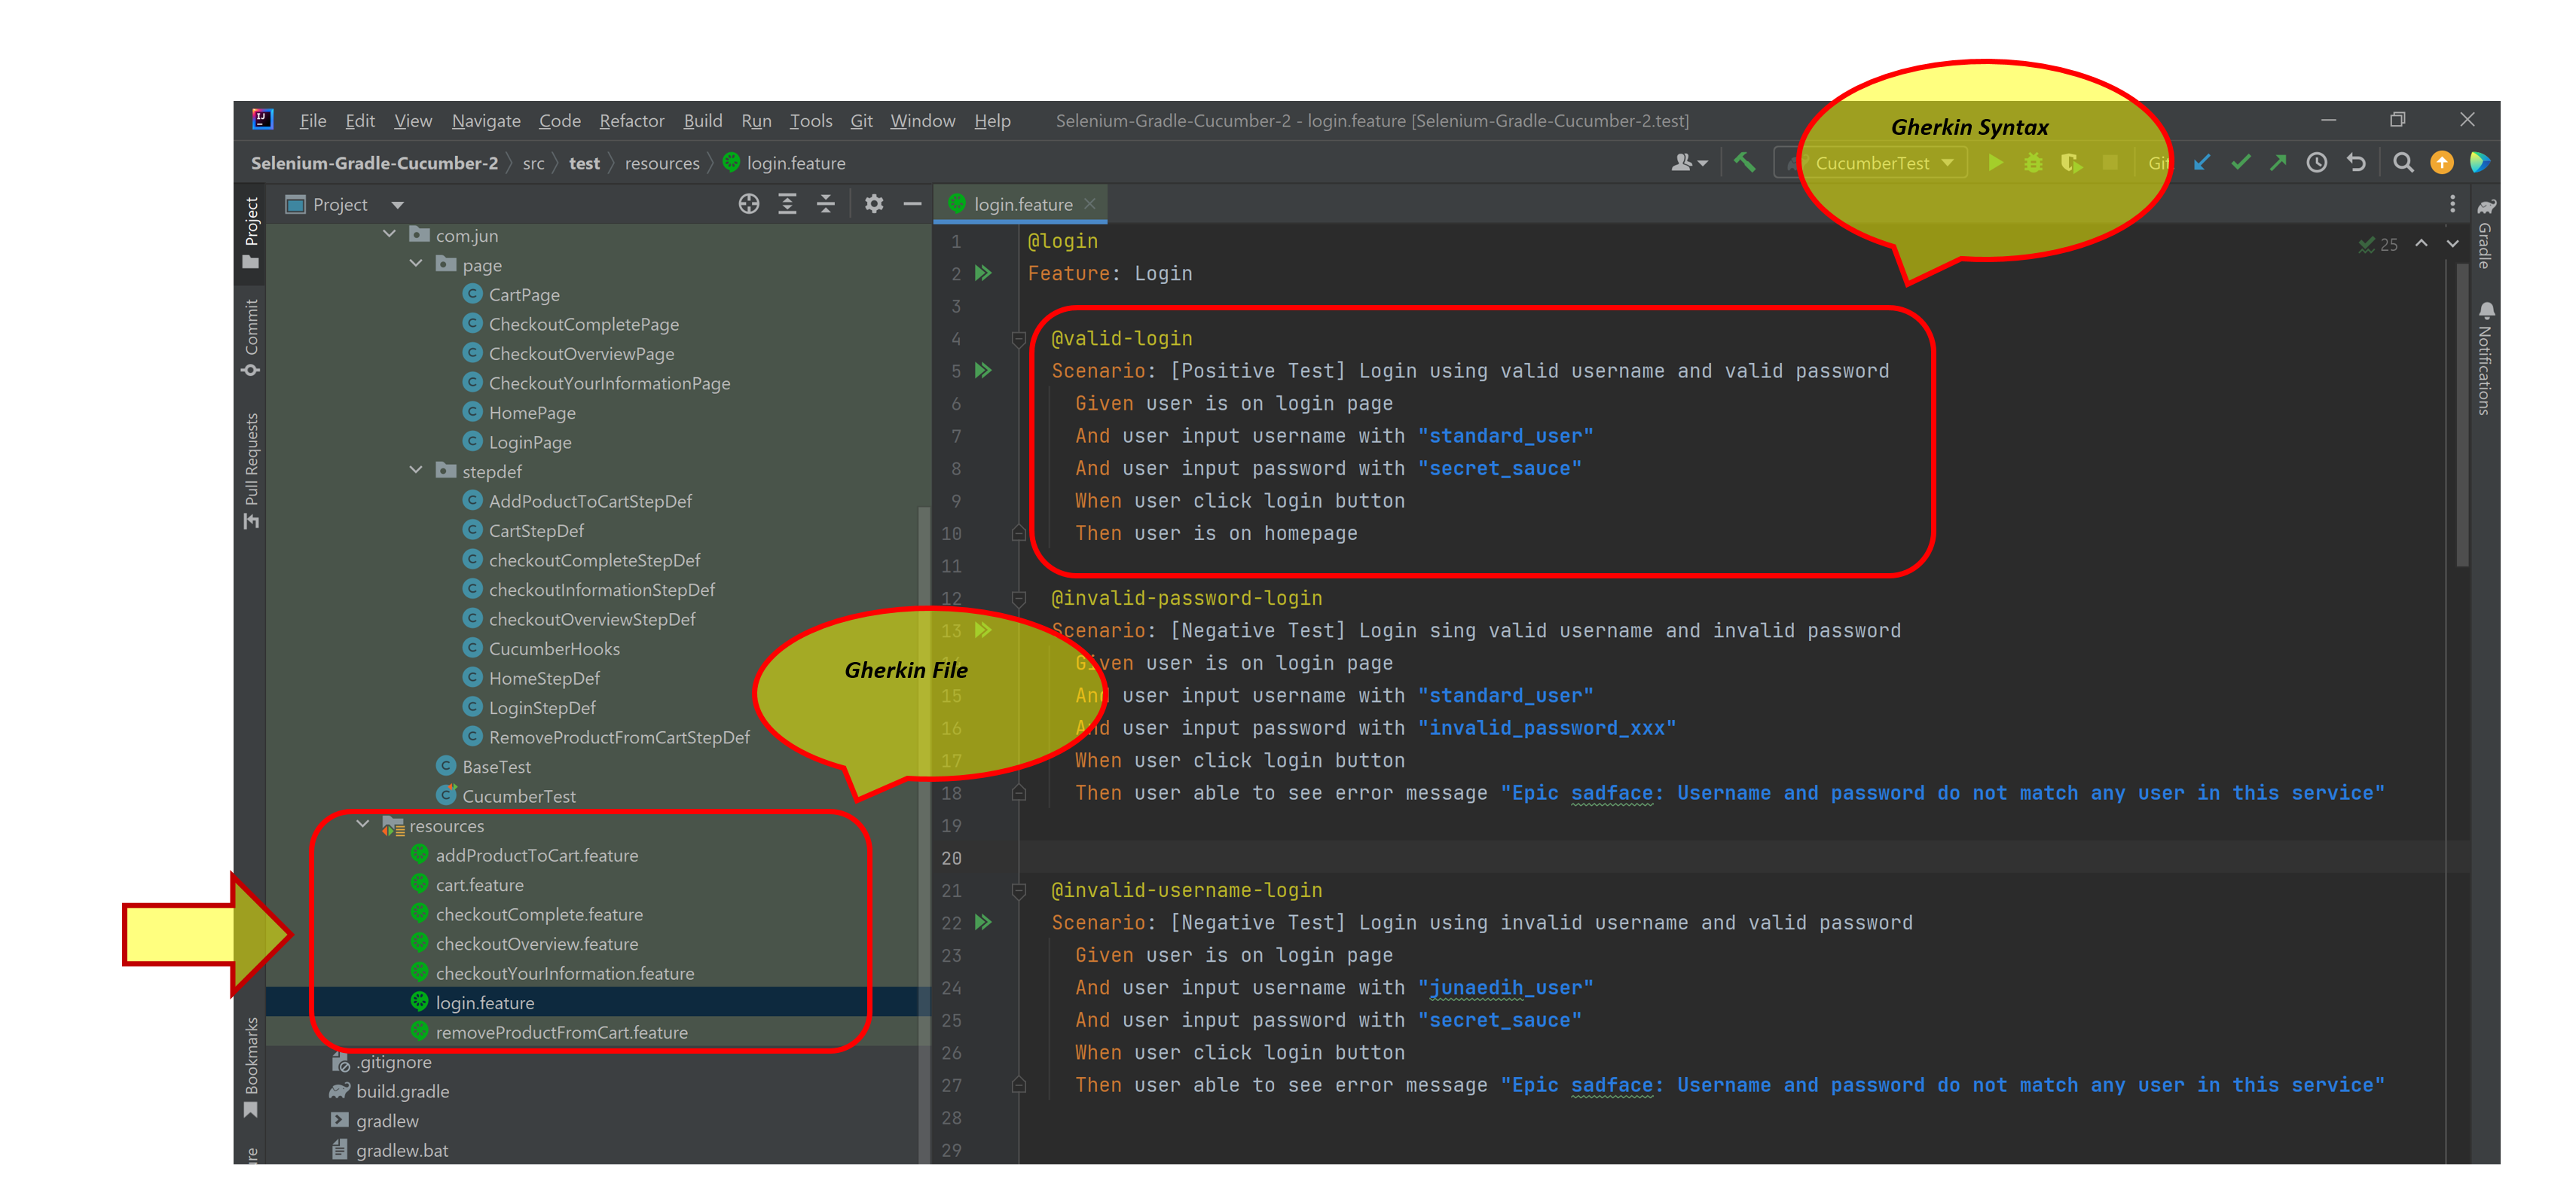 File Edit View Navigate Code Refactor Build Run Tools Git Window Help Selenium-Gradle-Cucumber-2 - login.feature [Selenium-Gradle-Cucumber-2.test]
Gherkin Syntax
Selenium-Gradle-Cucumber-2 src test resources login.feature CucumberTest Git
Project
login.feature
Project
Commit
Pull Requests
Bookmarks
com.jun
page
CartPage
CheckoutCompletePage
CheckoutOverviewPage
CheckoutYourInformationPage
HomePage
LoginPage
stepdef
AddPoductToCartStepDef
CartStepDef
checkoutCompleteStepDef
checkoutInformationStepDef
checkoutOverviewStepDef
CucumberHooks
HomeStepDef
LoginStepDef
RemoveProductFromCartStepDef
BaseTest
CucumberTest
resources
addProductToCart.feature
cart.feature
checkoutComplete.feature
checkoutOverview.feature
checkoutYourInformation.feature
login.feature
removeProductFromCart.feature
.gitignore
build.gradle
gradlew
gradlew.bat
Gherkin File
1 @login
2 Feature: Login
3
4 @valid-login
5 Scenario: [Positive Test] Login using valid username and valid password
6 Given user is on login page
7 And user input username with "standard_user"
8 And user input password with "secret_sauce"
9 When user click login button
10 Then user is on homepage
11
12 @invalid-password-login
13 Scenario: [Negative Test] Login sing valid username and invalid password
Given user is on login page
15 And user input username with "standard_user"
16 And user input password with "invalid_password_xxx"
17 When user click login button
18 Then user able to see error message "Epic sadface: Username and password do not match any user in this service"
19
20
21 @invalid-username-login
22 Scenario: [Negative Test] Login using invalid username and valid password
23 Given user is on login page
24 And user input username with "junaedih_user"
25 And user input password with "secret_sauce"
26 When user click login button
27 Then user able to see error message "Epic sadface: Username and password do not match any user in this service"
28
29
25
Gradle
Notifications